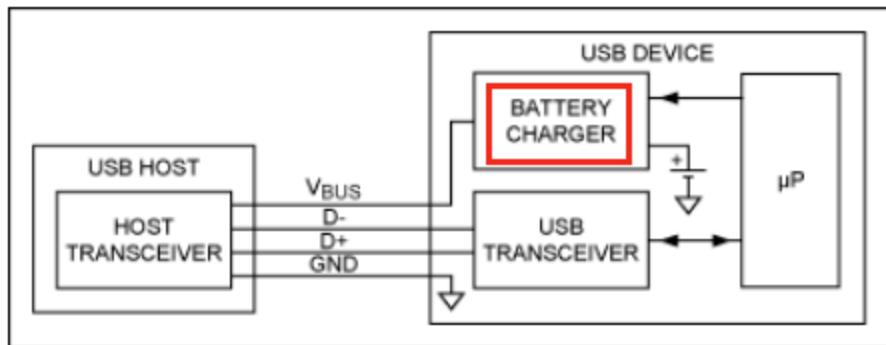 USB DEVICE
BATTERY
CHARGER
+
µP
USB HOST
HOST
TRANSCEIVER
VBUS
D-
D+
GND
USB
TRANSCEIVER